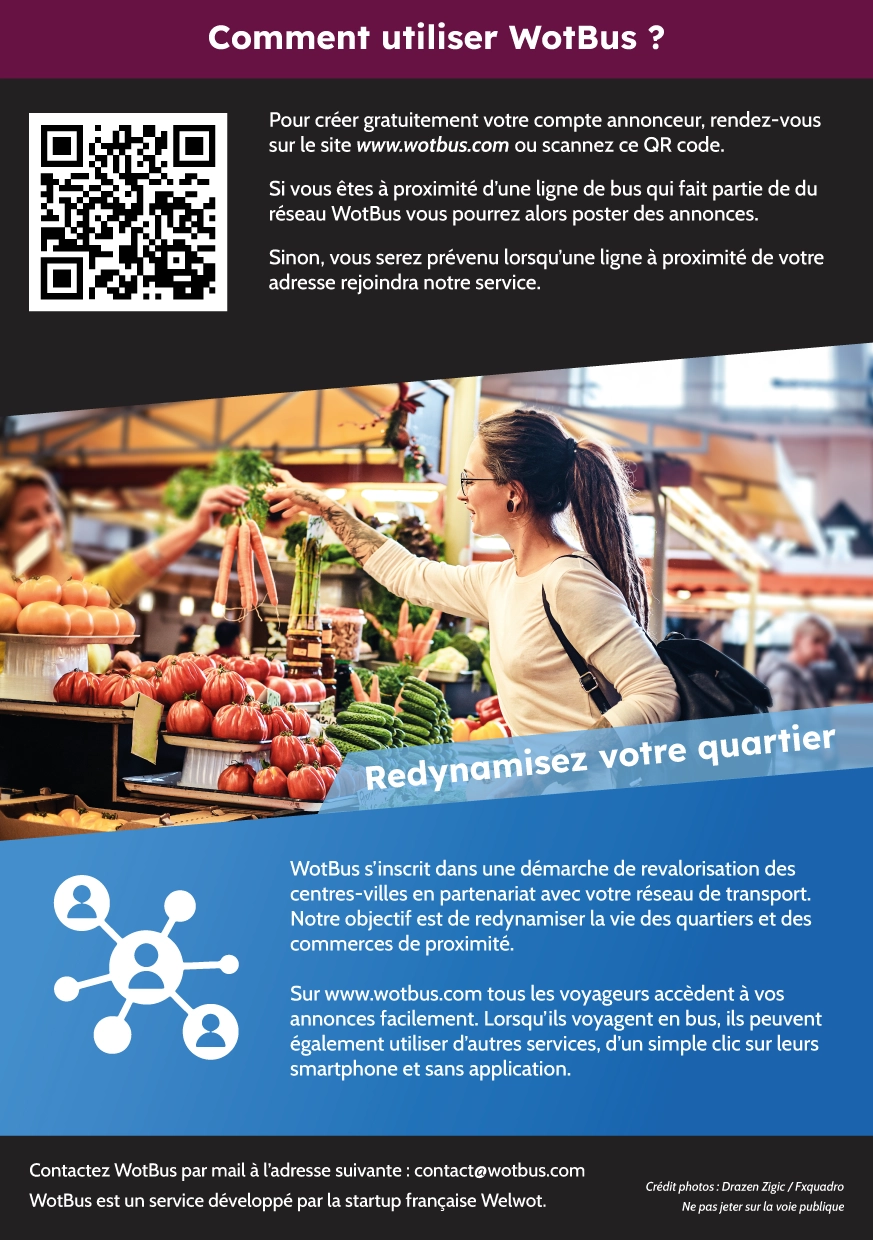 Comment utiliser WotBus ?
Pour créer gratuitement votre compte annonceur, rendez-vous
sur le site www.wotbus.com ou scannez ce QR code.
Si vous êtes à proximité d'une ligne de bus qui fait partie de du
réseau WotBus vous pourrez alors poster des annonces.
Sinon, vous serez prévenu lorsqu'une ligne à proximité de votre
adresse rejoindra notre service.
Redynamisez votre quartier
WotBus s'inscrit dans une démarche de revalorisation des
centres-villes en partenariat avec votre réseau de transport.
Notre objectif est de redynamiser la vie des quartiers et des
commerces de proximité.
Sur www.wotbus.com tous les voyageurs accèdent à vos
annonces facilement. Lorsqu'ils voyagent en bus, ils peuvent
également utiliser d'autres services, d'un simple clic sur leurs
smartphone et sans application.
Contactez WotBus par mail à l'adresse suivante : contact@wotbus.com
WotBus est un service développé par la startup française Welwot.
Crédit photos : Drazen Zigic / Fxquadro
Ne pas jeter sur la voie publique